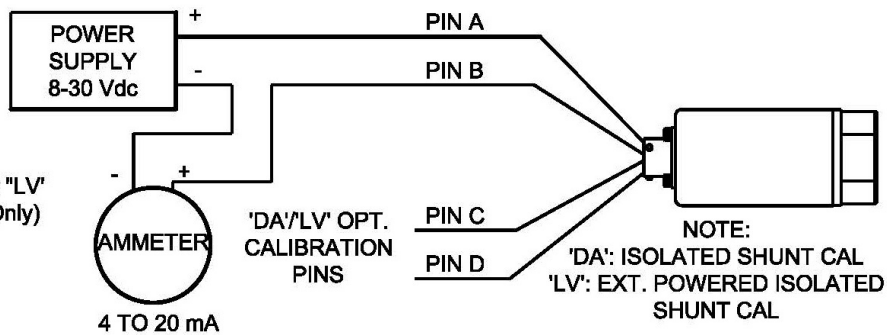 POWER
SUPPLY
8-30 Vdc
+
-
PIN A
PIN B
"LV"
Only)
-
+
AMMETER
4 TO 20 mA
'DA'/'LV' OPT.
CALIBRATION
PINS
PIN C
PIN D
NOTE:
'DA': ISOLATED SHUNT CAL
'LV': EXT. POWERED ISOLATED
SHUNT CAL